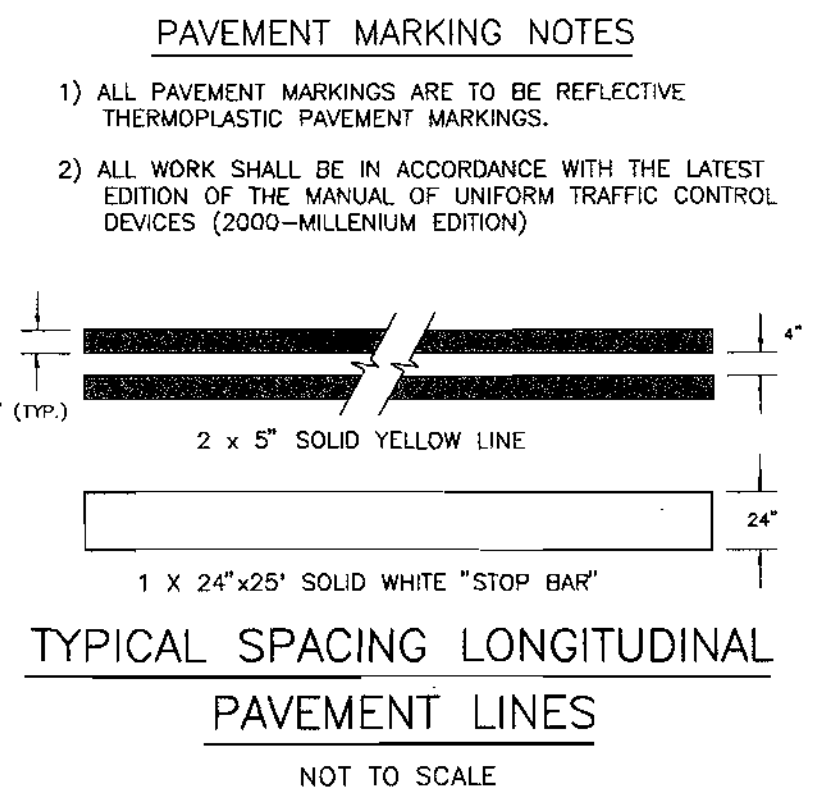 PAVEMENT MARKING NOTES
1) ALL PAVEMENT MARKINGS ARE TO BE REFLECTIVE
THERMOPLASTIC PAVEMENT MARKINGS.
2) ALL WORK SHALL BE IN ACCORDANCE WITH THE LATEST
EDITION OF THE MANUAL OF UNIFORM TRAFFIC CONTROL
DEVICES (2000-MILLENIUM EDITION)
4"
(TYP.)
2 x 5" SOLID YELLOW LINE
24"
1 X 24"x25' SOLID WHITE "STOP BAR"
TYPICAL SPACING LONGITUDINAL
PAVEMENT LINES
NOT TO SCALE